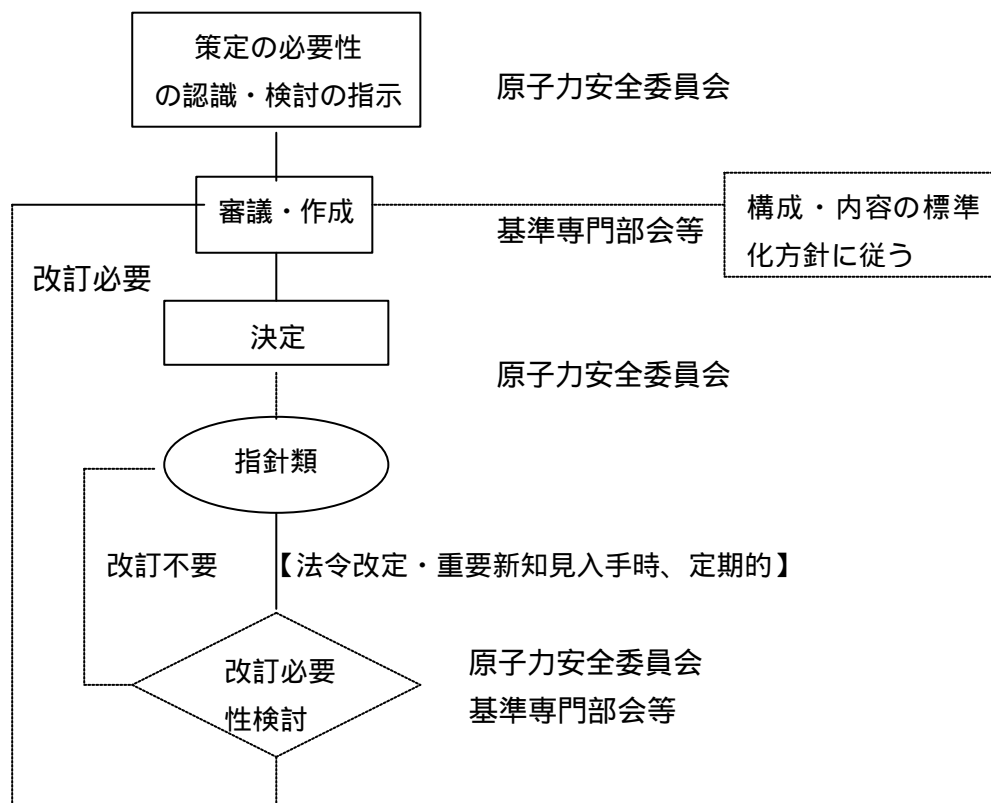 策定の必要性
の認識・検討の指示
原子力安全委員会
審議・作成
基準専門部会等
構成・内容の標準
化方針に従う
改訂必要
決定
原子力安全委員会
指針類
改訂不要
【法令改定・重要新知見入手時、定期的】
改訂必要
性検討
原子力安全委員会
基準専門部会等